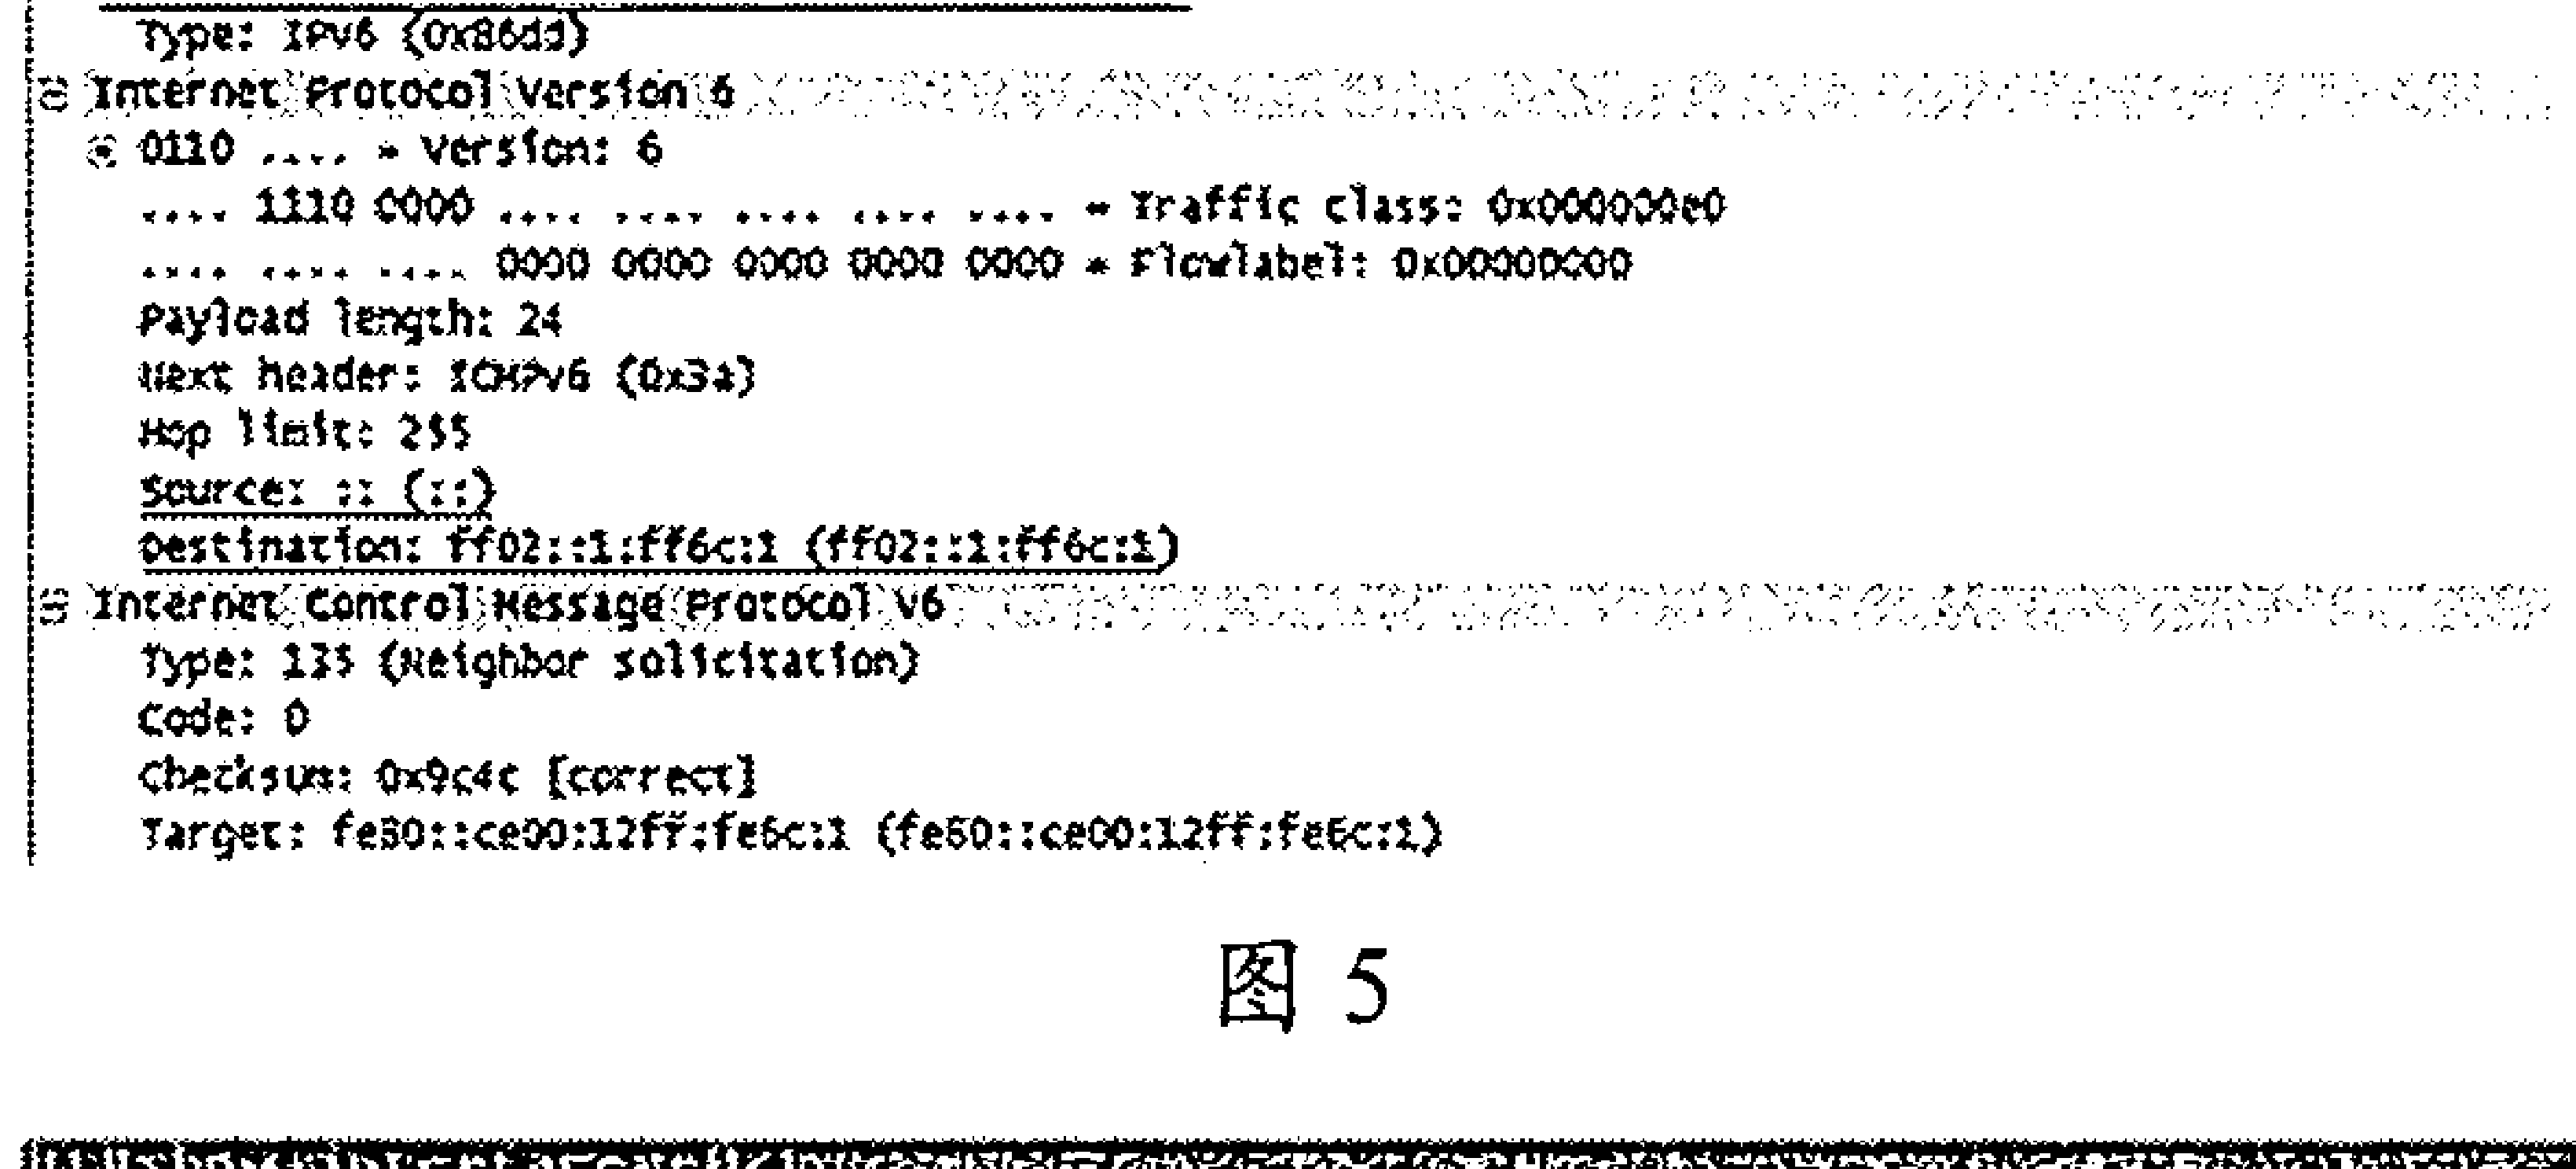 Type: IPv6 (0x86dd)
Internet Protocol Version 6
0110 .... = Version: 6
.... 1110 0000 .... .... .... .... .... = Traffic class: 0x000000e0
.... .... .... 0000 0000 0000 0000 0000 = Flowlabel: 0x00000000
Payload length: 24
Next header: ICMPv6 (0x3a)
Hop limit: 255
Source: :: (::)
Destination: ff02::1:ff6c:1 (ff02::1:ff6c:1)
Internet Control Message Protocol v6
Type: 135 (Neighbor solicitation)
Code: 0
Checksum: 0x9c4c [correct]
Target: fe80::ce00:12ff:fe6c:1 (fe80::ce00:12ff:fe6c:1)
图 5